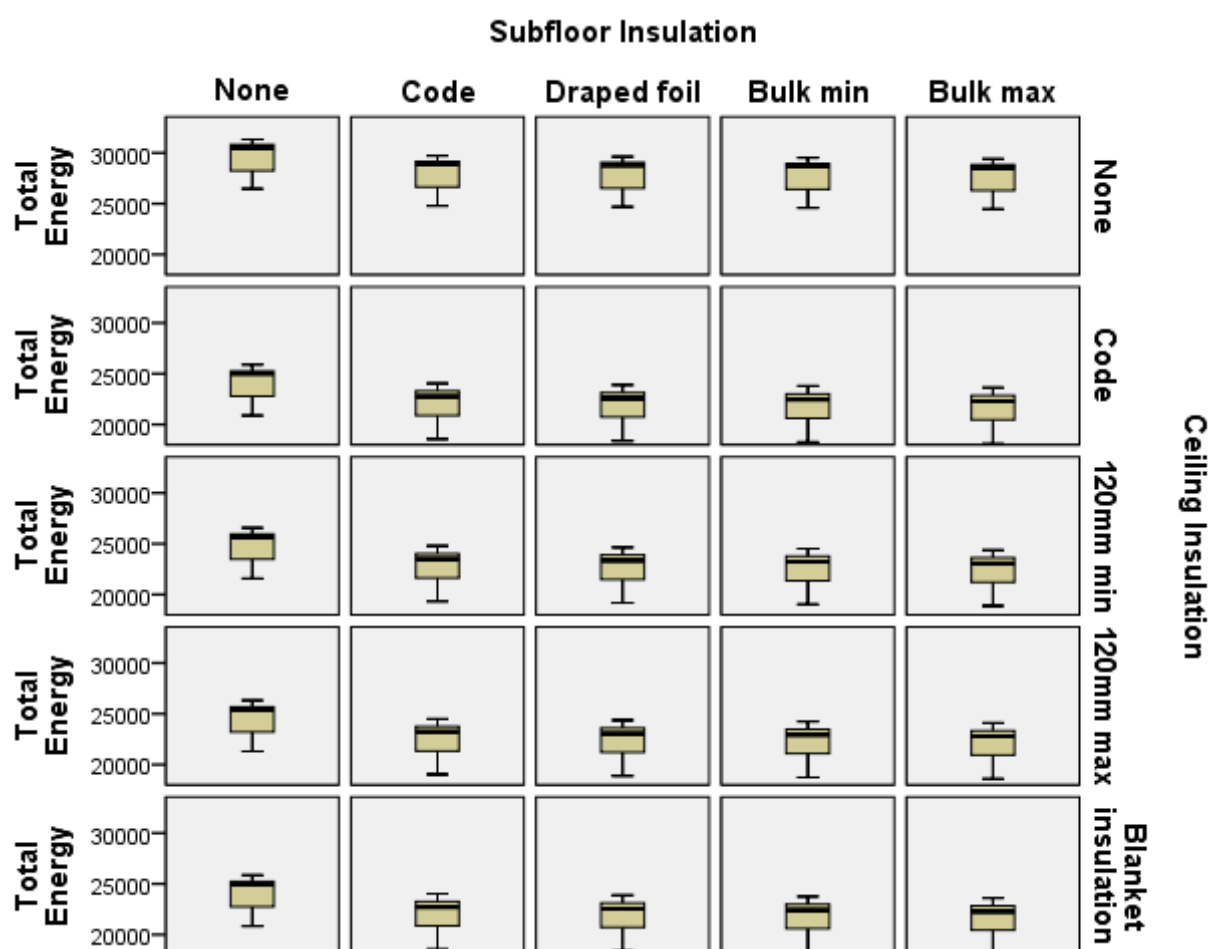 Subfloor Insulation
None Code Draped foil Bulk min Bulk max
Total
Energy
30000
25000
20000
None
Total
Energy
30000
25000
20000
Code
Total
Energy
30000
25000
20000
120mm min
Total
Energy
30000
25000
20000
120mm max
Total
Energy
30000
25000
20000
Blanket
insulation
Ceiling Insulation